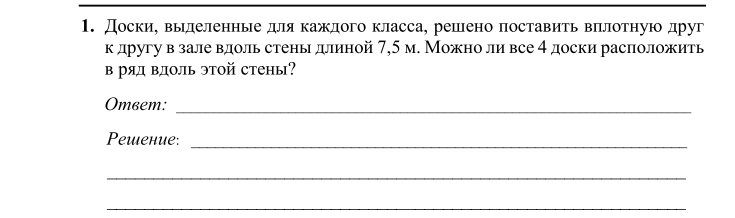 1. Доски, выделенные для каждого класса, решено поставить вплотную друг
к другу в зале вдоль стены длиной 7,5 м. Можно ли все 4 доски расположить
в ряд вдоль этой стены?
Ответ:
Решение: